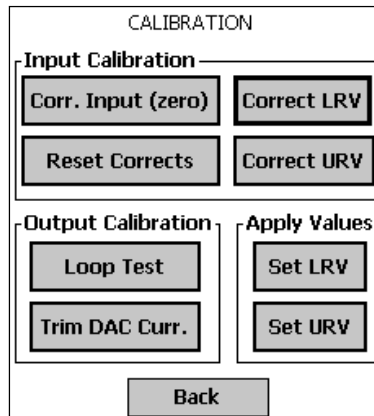 CALIBRATION
Input Calibration
Corr. Input (zero) Correct LRV
Reset Corrects Correct URV
Output Calibration Apply Values
Loop Test Set LRV
Trim DAC Curr. Set URV
Back